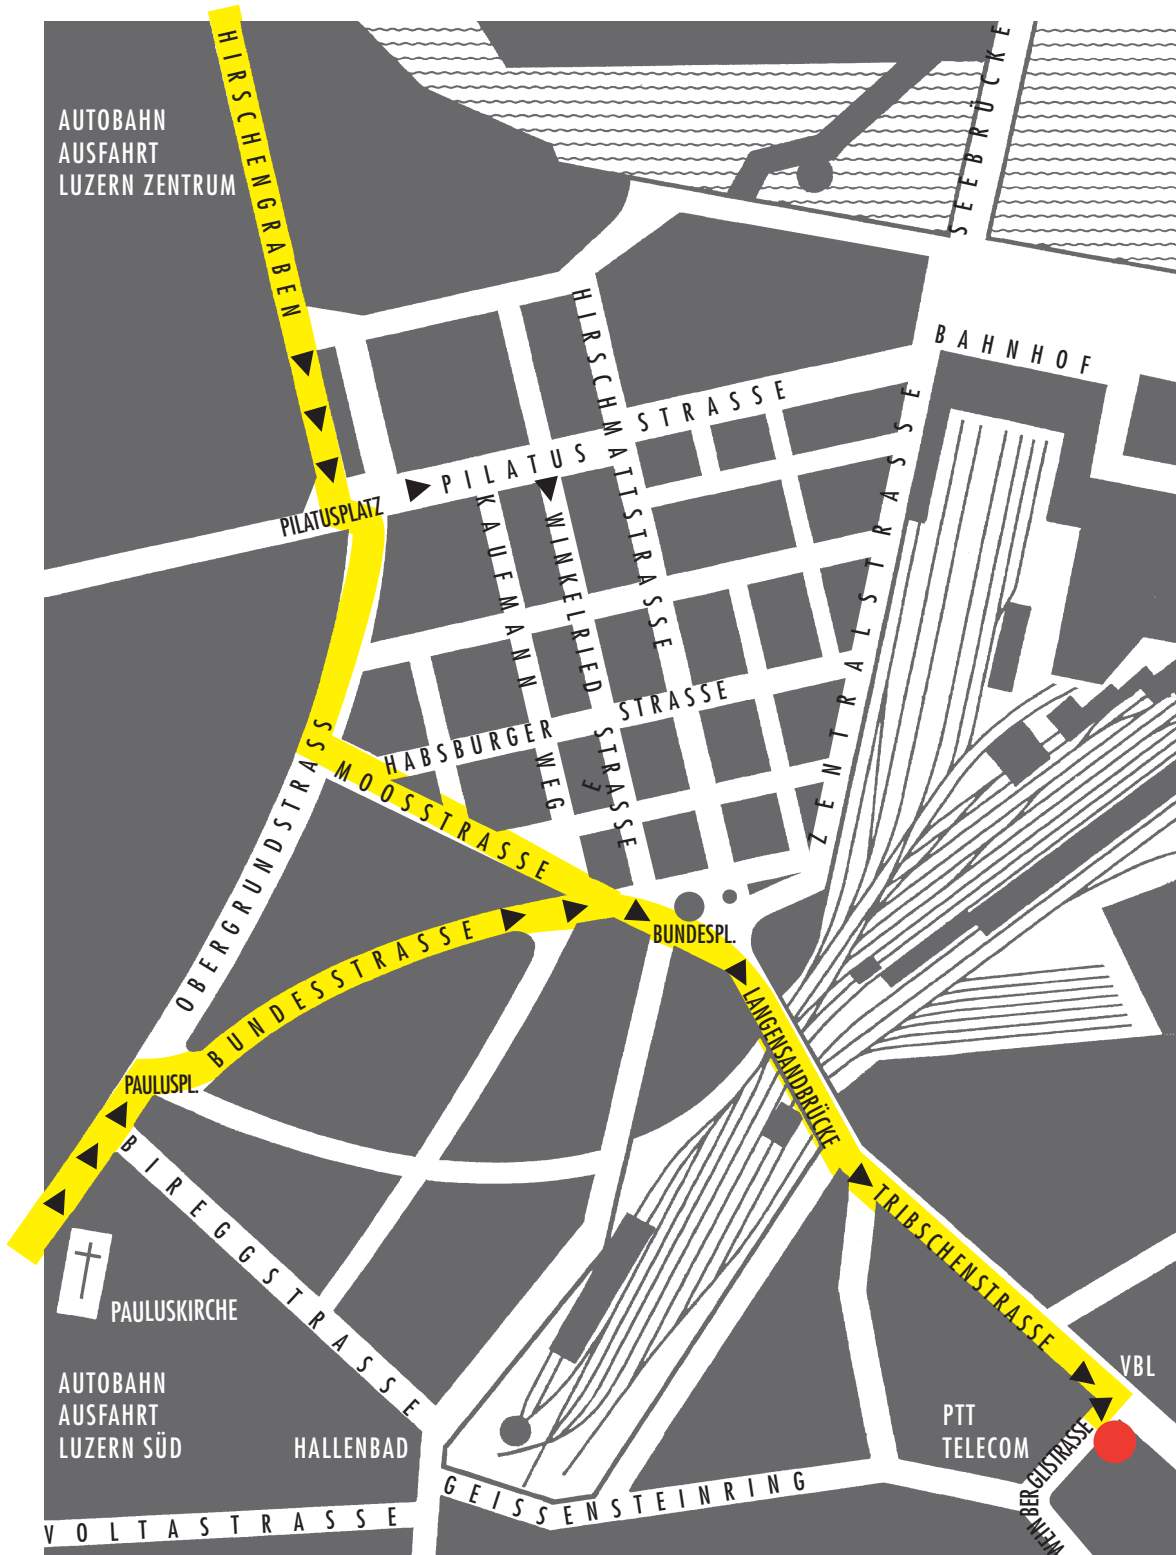 HIRSCHENGRABEN
SEEBRÜCKE
AUTOBAHN
AUSFAHRT
LUZERN ZENTRUM
BAHNHOF
HIRSCHMATTSTRASSE
PILATUS STRASSE
PILATUSPLATZ
KAUFMANN WEG
WINKELRIED STRASSE
E
ZENTRALSTRASSE
HABSBURGER STRASSE
MOOSSTRASSE
OBERGRUNDSTRASS
BUNDESPL.
BUNDESSTRASSE
LANGENSANDBRÜCKE
PAULUSPL.
BIREGGSTRASSE
TRIBSCHENSTRASSE
PAULUSKIRCHE
VBL
AUTOBAHN
AUSFAHRT
LUZERN SÜD
HALLENBAD
PTT
TELECOM
WEINBERGLISTRASSE
GEISSENSTEINRING
VOLTASTRASSE